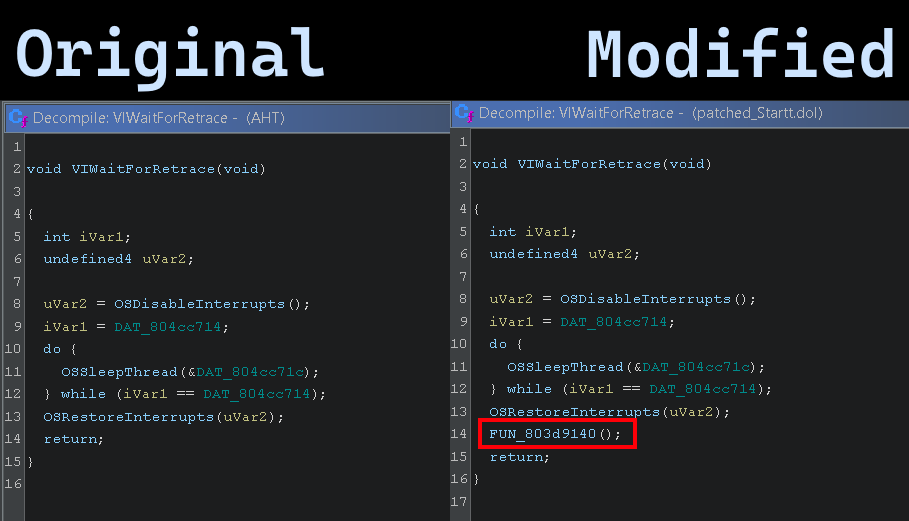 Original
Modified
Decompile: VIWaitForRetrace - (AHT)
1
2 void VIWaitForRetrace(void)
3
4 {
5 int iVar1;
6 undefined4 uVar2;
7
8 uVar2 = OSDisableInterrupts();
9 iVar1 = DAT_804cc714;
10 do {
11 OSSleepThread(&DAT_804cc71c);
12 } while (iVar1 == DAT_804cc714);
13 OSRestoreInterrupts(uVar2);
14 return;
15 }
16
Decompile: VIWaitForRetrace - (patched_Startt.dol)
1
2 void VIWaitForRetrace(void)
3
4 {
5 int iVar1;
6 undefined4 uVar2;
7
8 uVar2 = OSDisableInterrupts();
9 iVar1 = DAT_804cc714;
10 do {
11 OSSleepThread(&DAT_804cc71c);
12 } while (iVar1 == DAT_804cc714);
13 OSRestoreInterrupts(uVar2);
14 FUN_803d9140();
15 return;
16 }
17